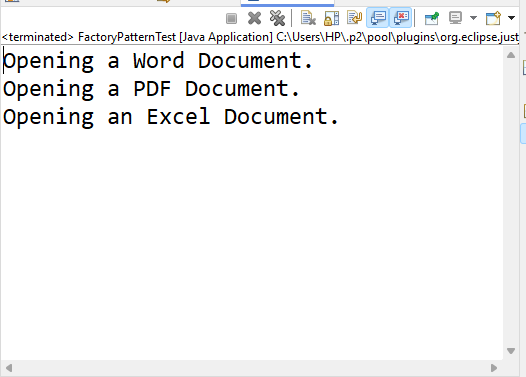 <terminated> FactoryPatternTest [Java Application] C:\Users\HP\.p2\pool\plugins\org.eclipse.just
Opening a Word Document.
Opening a PDF Document.
Opening an Excel Document.